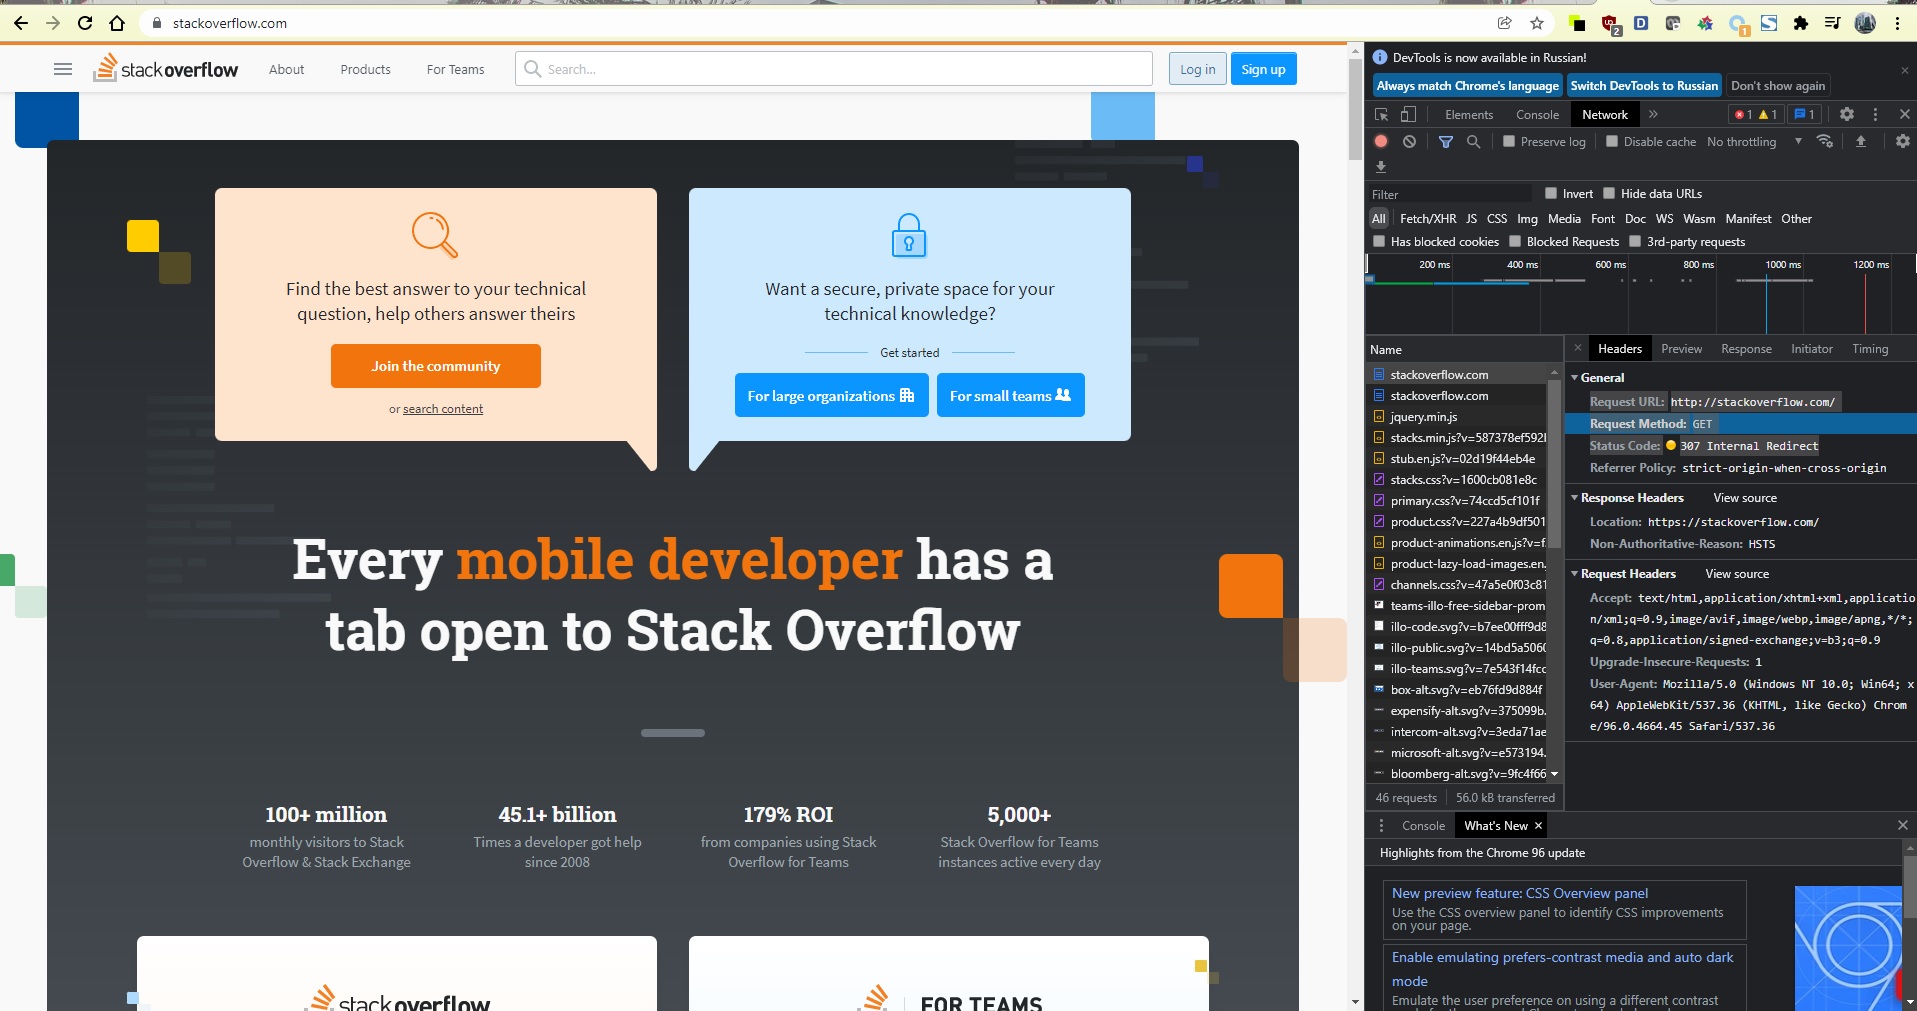 stackoverflow.com
2
1
stackoverflow
About
Products
For Teams
Search...
Log in
Sign up
Find the best answer to your technical
question, help others answer theirs
Join the community
or search content
Want a secure, private space for your
technical knowledge?
Get started
For large organizations
For small teams
Every mobile developer has a
tab open to Stack Overflow
100+ million
monthly visitors to Stack
Overflow & Stack Exchange
45.1+ billion
Times a developer got help
since 2008
179% ROI
from companies using Stack
Overflow for Teams
5,000+
Stack Overflow for Teams
instances active every day
stackoverflow
FOR TEAMS
DevTools is now available in Russian!
Always match Chrome's language
Switch DevTools to Russian
Don't show again
Elements
Console
Network
1
1
1
Preserve log
Disable cache
No throttling
Filter
Invert
Hide data URLs
All
Fetch/XHR
JS
CSS
Img
Media
Font
Doc
WS
Wasm
Manifest
Other
Has blocked cookies
Blocked Requests
3rd-party requests
200 ms
400 ms
600 ms
800 ms
1000 ms
1200 ms
Name
stackoverflow.com
stackoverflow.com
jquery.min.js
stacks.min.js?v=587378ef592
stub.en.js?v=02d19f44eb4e
stacks.css?v=1600cb081e8c
primary.css?v=74ccd5cf101f
product.css?v=227a4b9df501
product-animations.en.js?v=f
product-lazy-load-images.en.
channels.css?v=47a5e0f03c81
teams-illo-free-sidebar-prom
illo-code.svg?v=b7ee00fff9d8
illo-public.svg?v=14bd5a5060
illo-teams.svg?v=7e543f14fcc
box-alt.svg?v=eb76fd9d884f
expensify-alt.svg?v=375099b.
intercom-alt.svg?v=3eda71ae
microsoft-alt.svg?v=e573194.
bloomberg-alt.svg?v=9fc4f66
46 requests
56.0 kB transferred
Headers
Preview
Response
Initiator
Timing
General
Request URL: http://stackoverflow.com/
Request Method: GET
Status Code: 307 Internal Redirect
Referrer Policy: strict-origin-when-cross-origin
Response Headers
View source
Location: https://stackoverflow.com/
Non-Authoritative-Reason: HSTS
Request Headers
View source
Accept: text/html,application/xhtml+xml,applicatio
n/xml;q=0.9,image/avif,image/webp,image/apng,*/*;
q=0.8,application/signed-exchange;v=b3;q=0.9
Upgrade-Insecure-Requests: 1
User-Agent: Mozilla/5.0 (Windows NT 10.0; Win64; x
64) AppleWebKit/537.36 (KHTML, like Gecko) Chrom
e/96.0.4664.45 Safari/537.36
Console
What's New
Highlights from the Chrome 96 update
New preview feature: CSS Overview panel
Use the CSS overview panel to identify CSS improvements
on your page.
Enable emulating prefers-contrast media and auto dark
mode
Emulate the user preference on using a different contrast